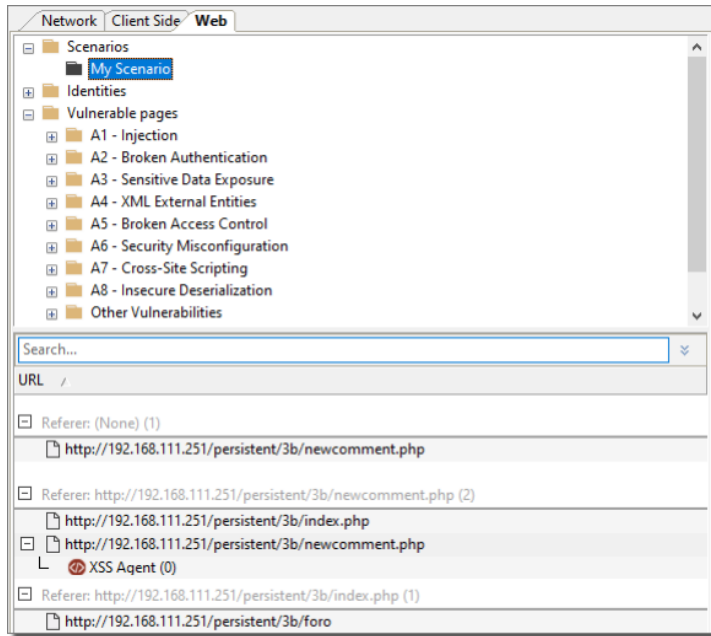 Network Client Side Web
Scenarios
My Scenario
Identities
Vulnerable pages
A1 - Injection
A2 - Broken Authentication
A3 - Sensitive Data Exposure
A4 - XML External Entities
A5 - Broken Access Control
A6 - Security Misconfiguration
A7 - Cross-Site Scripting
A8 - Insecure Deserialization
Other Vulnerabilities
Search...
URL
Referer: (None) (1)
http://192.168.111.251/persistent/3b/newcomment.php
Referer: http://192.168.111.251/persistent/3b/newcomment.php (2)
http://192.168.111.251/persistent/3b/index.php
http://192.168.111.251/persistent/3b/newcomment.php
XSS Agent (0)
Referer: http://192.168.111.251/persistent/3b/index.php (1)
http://192.168.111.251/persistent/3b/foro